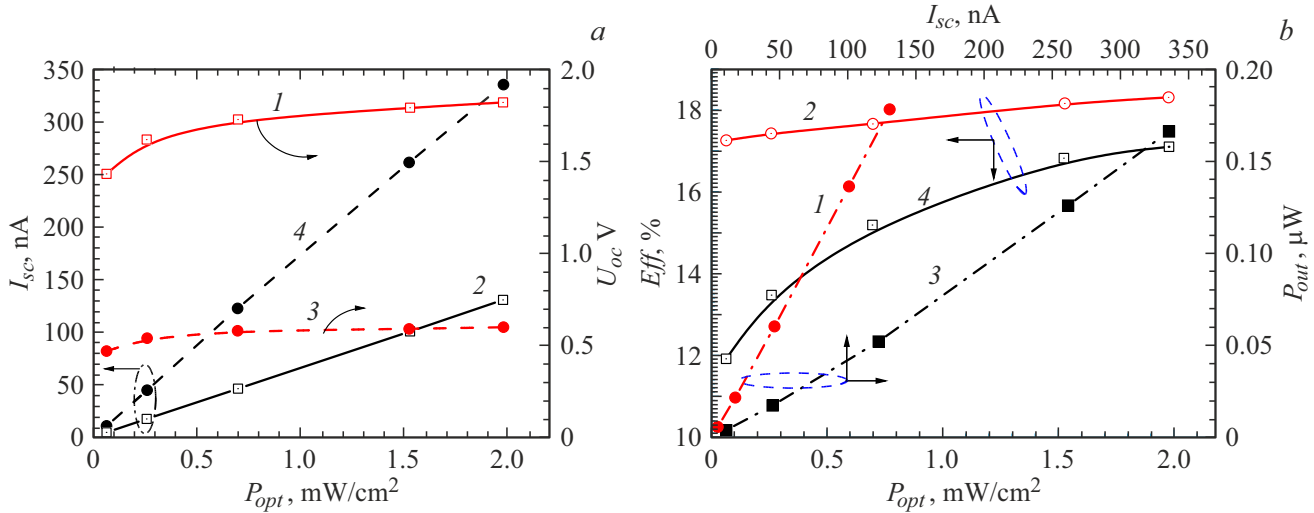 a
350
300
250
200
150
100
50
0
I_sc, nA
2.0
1.5
1.0
0.5
0
U_oc V
1
4
3
2
0 0.5 1.0 1.5 2.0
P_opt, mW/cm²
I_sc, nA
b
0 50 100 150 200 250 300 350
18
16
14
12
10
Eff, %
0.20
0.15
0.10
0.05
0
P_out, μW
2
1
4
3
0 0.5 1.0 1.5 2.0
P_opt, mW/cm²